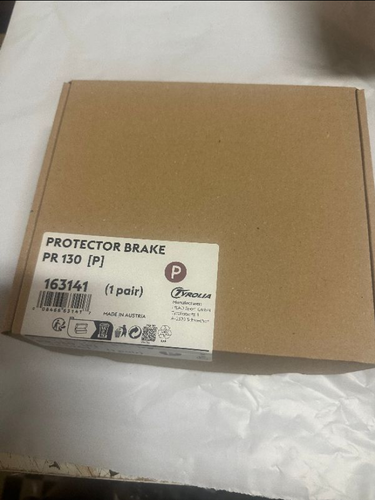 PROTECTOR BRAKE
PR 130 [P]
P
163141
(1 pair)
TYROLIA
MADE IN AUSTRIA